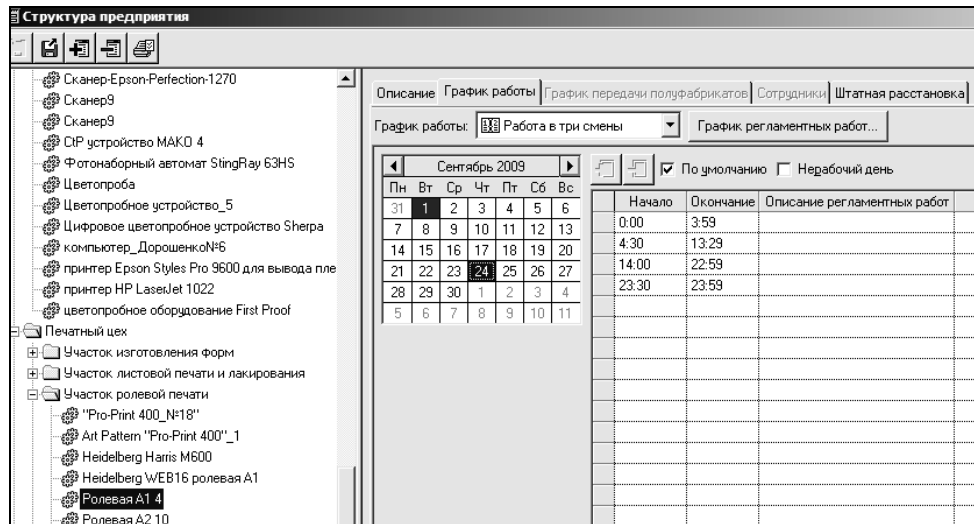 Структура предприятия
Сканер-Epson-Perfection-1270
Сканер9
Сканер9
CtP устройство МАКО 4
Фотонаборный автомат StingRay 63HS
Цветопроба
Цветопробное устройство_5
Цифровое цветопробное устройство Sherpa
компьютер_Дорошенко№6
принтер Epson Styles Pro 9600 для вывода пле
принтер HP LaserJet 1022
цветопробное оборудование First Proof
Печатный цех
Участок изготовления форм
Участок листовой печати и лакирования
Участок ролевой печати
"Pro-Print 400_№18"
Art Pattern "Pro-Print 400"_1
Heidelberg Harris M600
Heidelberg WEB16 ролевая А1
Ролевая А1 4
Ролевая А2 10
Описание График работы График передачи полуфабрикатов Сотрудники Штатная расстановка
График работы: Работа в три смены График регламентных работ...
Сентябрь 2009
Пн Вт Ср Чт Пт Сб Вс
31 1 2 3 4 5 6
7 8 9 10 11 12 13
14 15 16 17 18 19 20
21 22 23 24 25 26 27
28 29 30 1 2 3 4
5 6 7 8 9 10 11
По умолчанию Нерабочий день
Начало Окончание Описание регламентных работ
0:00 3:59
4:30 13:29
14:00 22:59
23:30 23:59